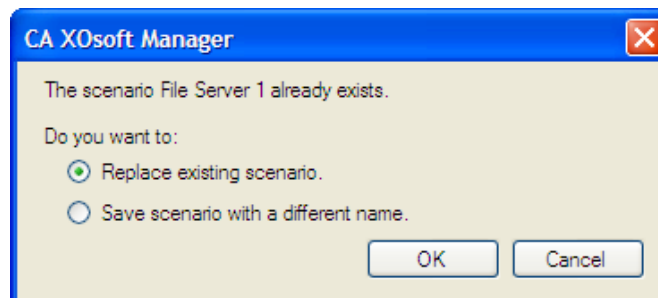 CA XOsoft Manager
The scenario File Server 1 already exists.
Do you want to:
Replace existing scenario.
Save scenario with a different name.
OK Cancel